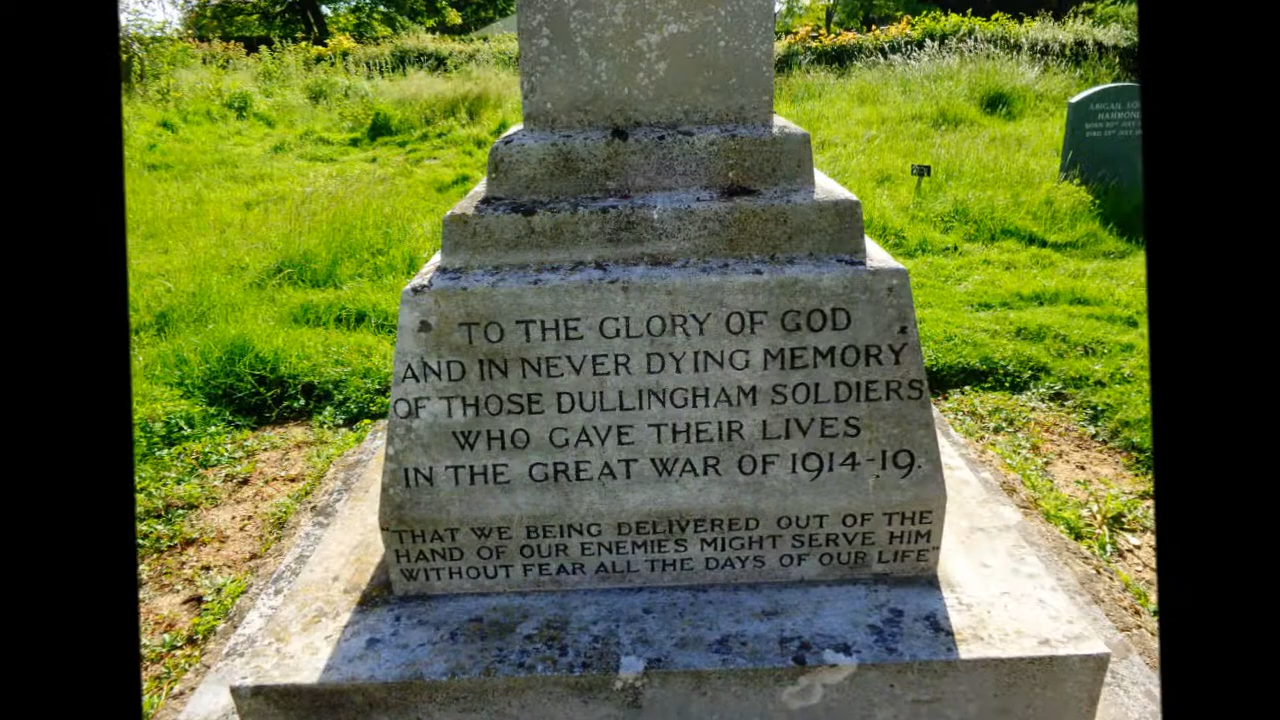 TO THE GLORY OF GOD
AND IN NEVER DYING MEMORY
OF THOSE DULLINGHAM SOLDIERS
WHO GAVE THEIR LIVES
IN THE GREAT WAR OF 1914-19.
"THAT WE BEING DELIVERED OUT OF THE
HAND OF OUR ENEMIES MIGHT SERVE HIM
WITHOUT FEAR ALL THE DAYS OF OUR LIFE"
ABIGAIL